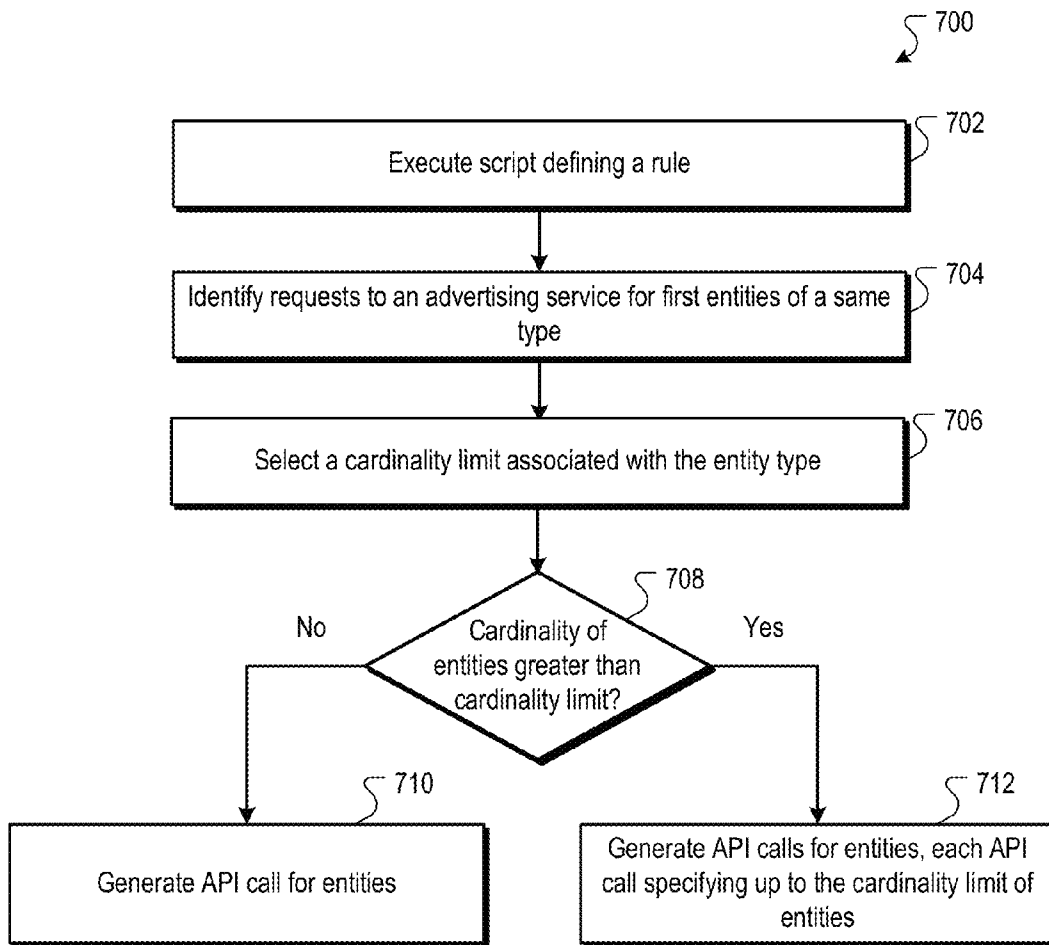 700
702
Execute script defining a rule
704
Identify requests to an advertising service for first entities of a same
type
706
Select a cardinality limit associated with the entity type
708
No
Yes
Cardinality of
entities greater than
cardinality limit?
710
712
Generate API call for entities
Generate API calls for entities, each API
call specifying up to the cardinality limit of
entities